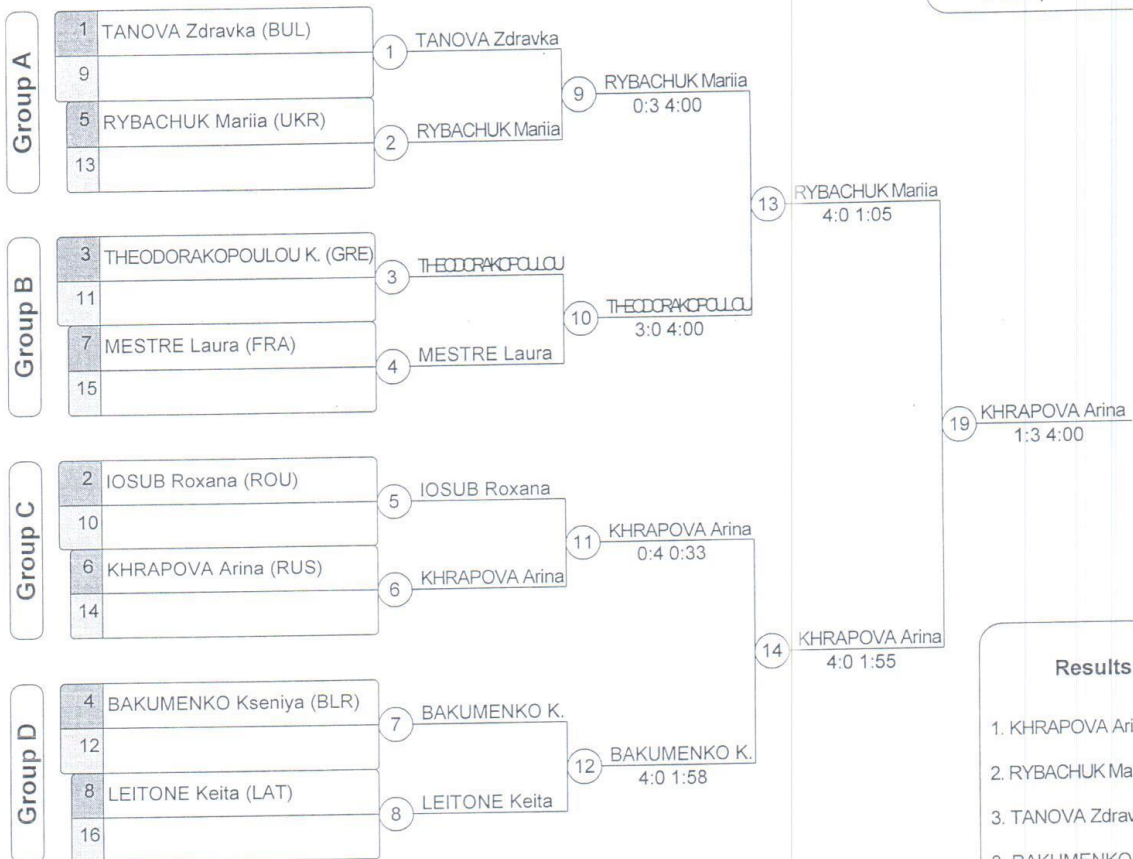 Group A
1 TANOVA Zdravka (BUL)
9
5 RYBACHUK Mariia (UKR)
13
1 TANOVA Zdravka
2 RYBACHUK Mariia
9 RYBACHUK Mariia
0:3 4:00
Group B
3 THEODORAKOPOULOU K. (GRE)
11
7 MESTRE Laura (FRA)
15
3 THEODORAKOPOULOU
4 MESTRE Laura
10 THEODORAKOPOULOU
3:0 4:00
13 RYBACHUK Mariia
4:0 1:05
Group C
2 IOSUB Roxana (ROU)
10
6 KHRAPOVA Arina (RUS)
14
5 IOSUB Roxana
6 KHRAPOVA Arina
11 KHRAPOVA Arina
0:4 0:33
Group D
4 BAKUMENKO Kseniya (BLR)
12
8 LEITONE Keita (LAT)
16
7 BAKUMENKO K.
8 LEITONE Keita
12 BAKUMENKO K.
4:0 1:58
14 KHRAPOVA Arina
4:0 1:55
19 KHRAPOVA Arina
1:3 4:00
Results
1. KHRAPOVA Ari
2. RYBACHUK Ma
3. TANOVA Zdrav